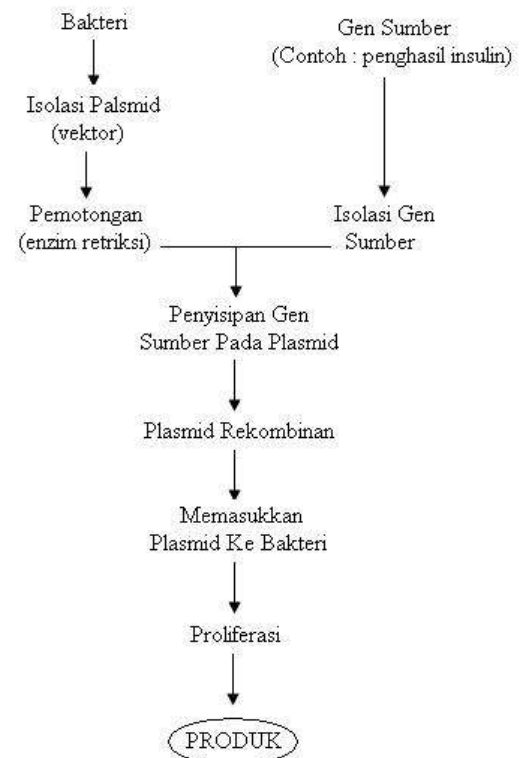 Bakteri
Isolasi Palsmid
(vektor)
Pemotongan
(enzim retriksi)
Gen Sumber
(Contoh : penghasil insulin)
Isolasi Gen
Sumber
Penyisipan Gen
Sumber Pada Plasmid
Plasmid Rekombinan
Memasukkan
Plasmid Ke Bakteri
Proliferasi
PRODUK